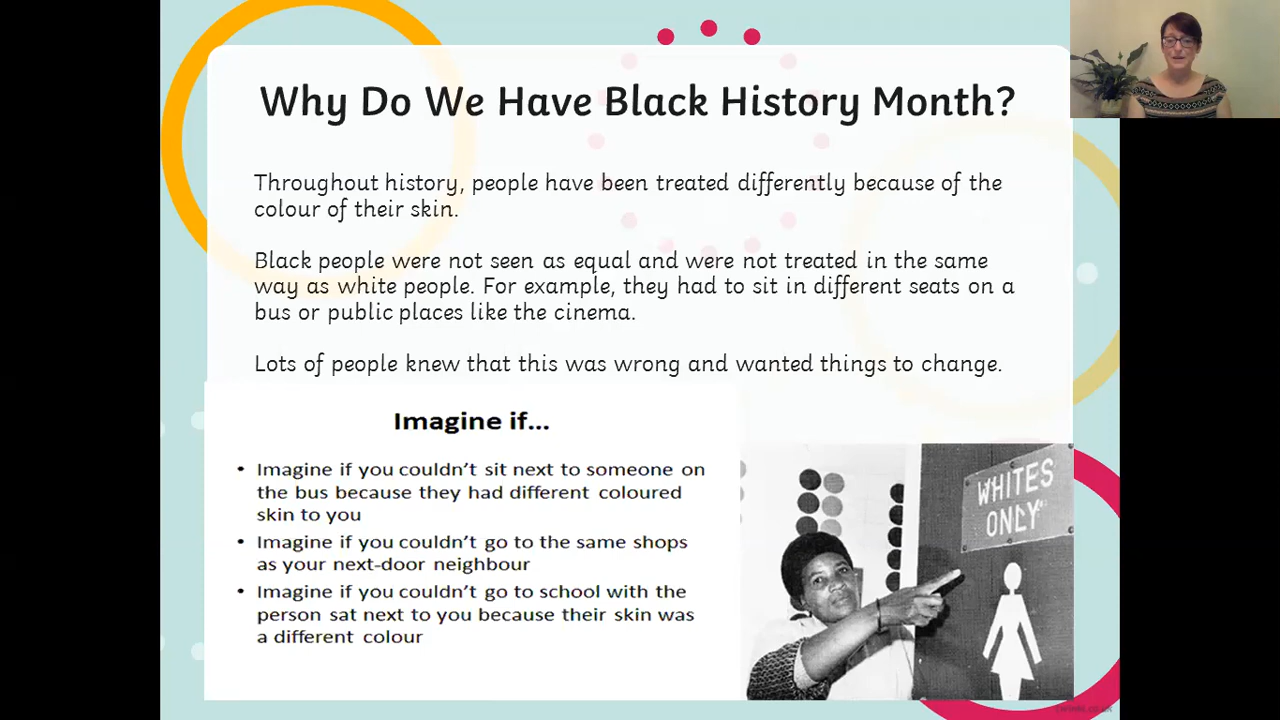 Why Do We Have Black History Month?
Throughout history, people have been treated differently because of the
colour of their skin.
Black people were not seen as equal and were not treated in the same
way as white people. For example, they had to sit in different seats on a
bus or public places like the cinema.
Lots of people knew that this was wrong and wanted things to change.
Imagine if...
• Imagine if you couldn't sit next to someone on
the bus because they had different coloured
skin to you
• Imagine if you couldn't go to the same shops
as your next-door neighbour
• Imagine if you couldn't go to school with the
person sat next to you because their skin was
a different colour
WHITES
ONLY